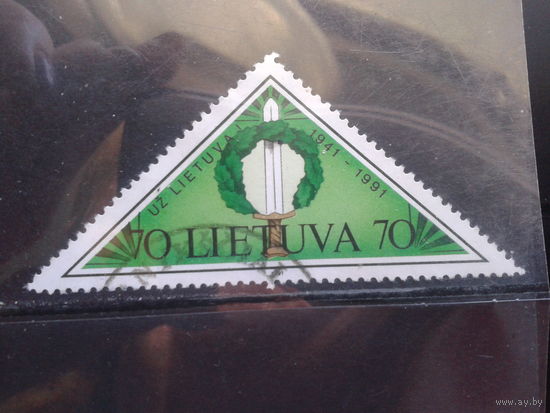 UŽ LIETUVĄ
1941 - 1991
70 LIETUVA 70
www.ay.by